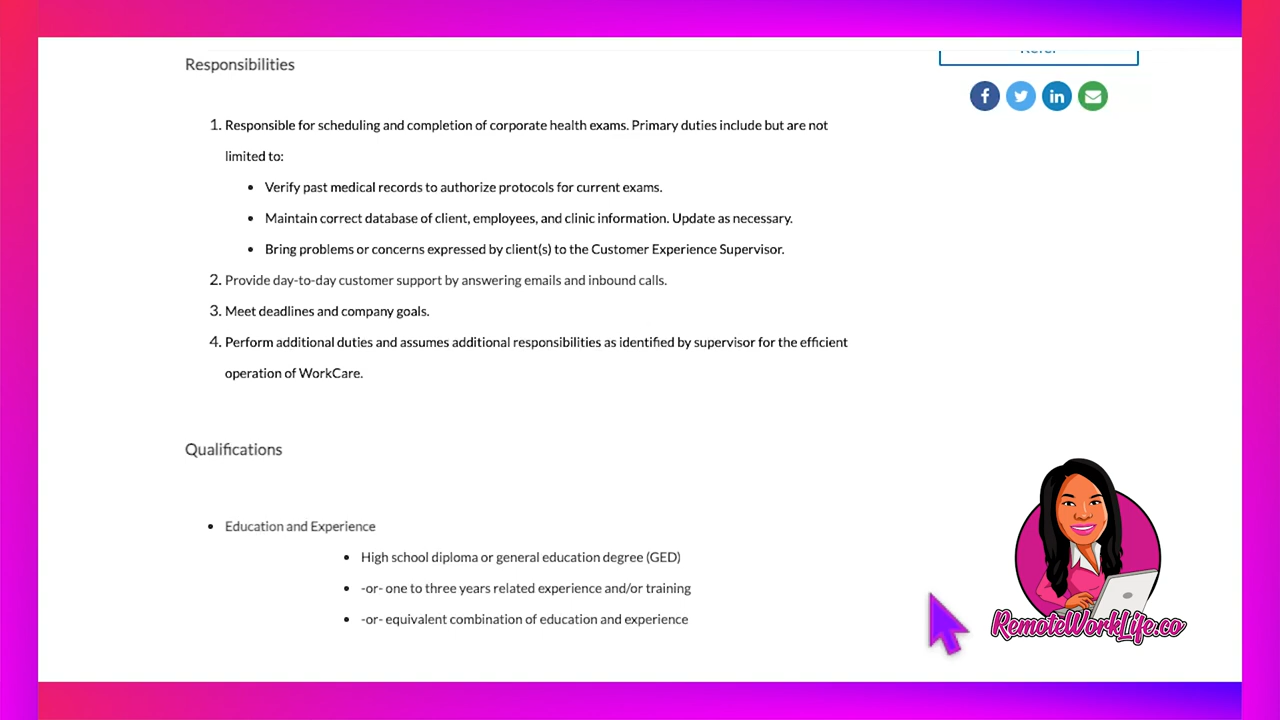 Refer
Responsibilities
1. Responsible for scheduling and completion of corporate health exams. Primary duties include but are not
limited to:
• Verify past medical records to authorize protocols for current exams.
• Maintain correct database of client, employees, and clinic information. Update as necessary.
• Bring problems or concerns expressed by client(s) to the Customer Experience Supervisor.
2. Provide day-to-day customer support by answering emails and inbound calls.
3. Meet deadlines and company goals.
4. Perform additional duties and assumes additional responsibilities as identified by supervisor for the efficient
operation of WorkCare.
Qualifications
• Education and Experience
• High school diploma or general education degree (GED)
• -or- one to three years related experience and/or training
• -or- equivalent combination of education and experience
RemoteWorkLife.co